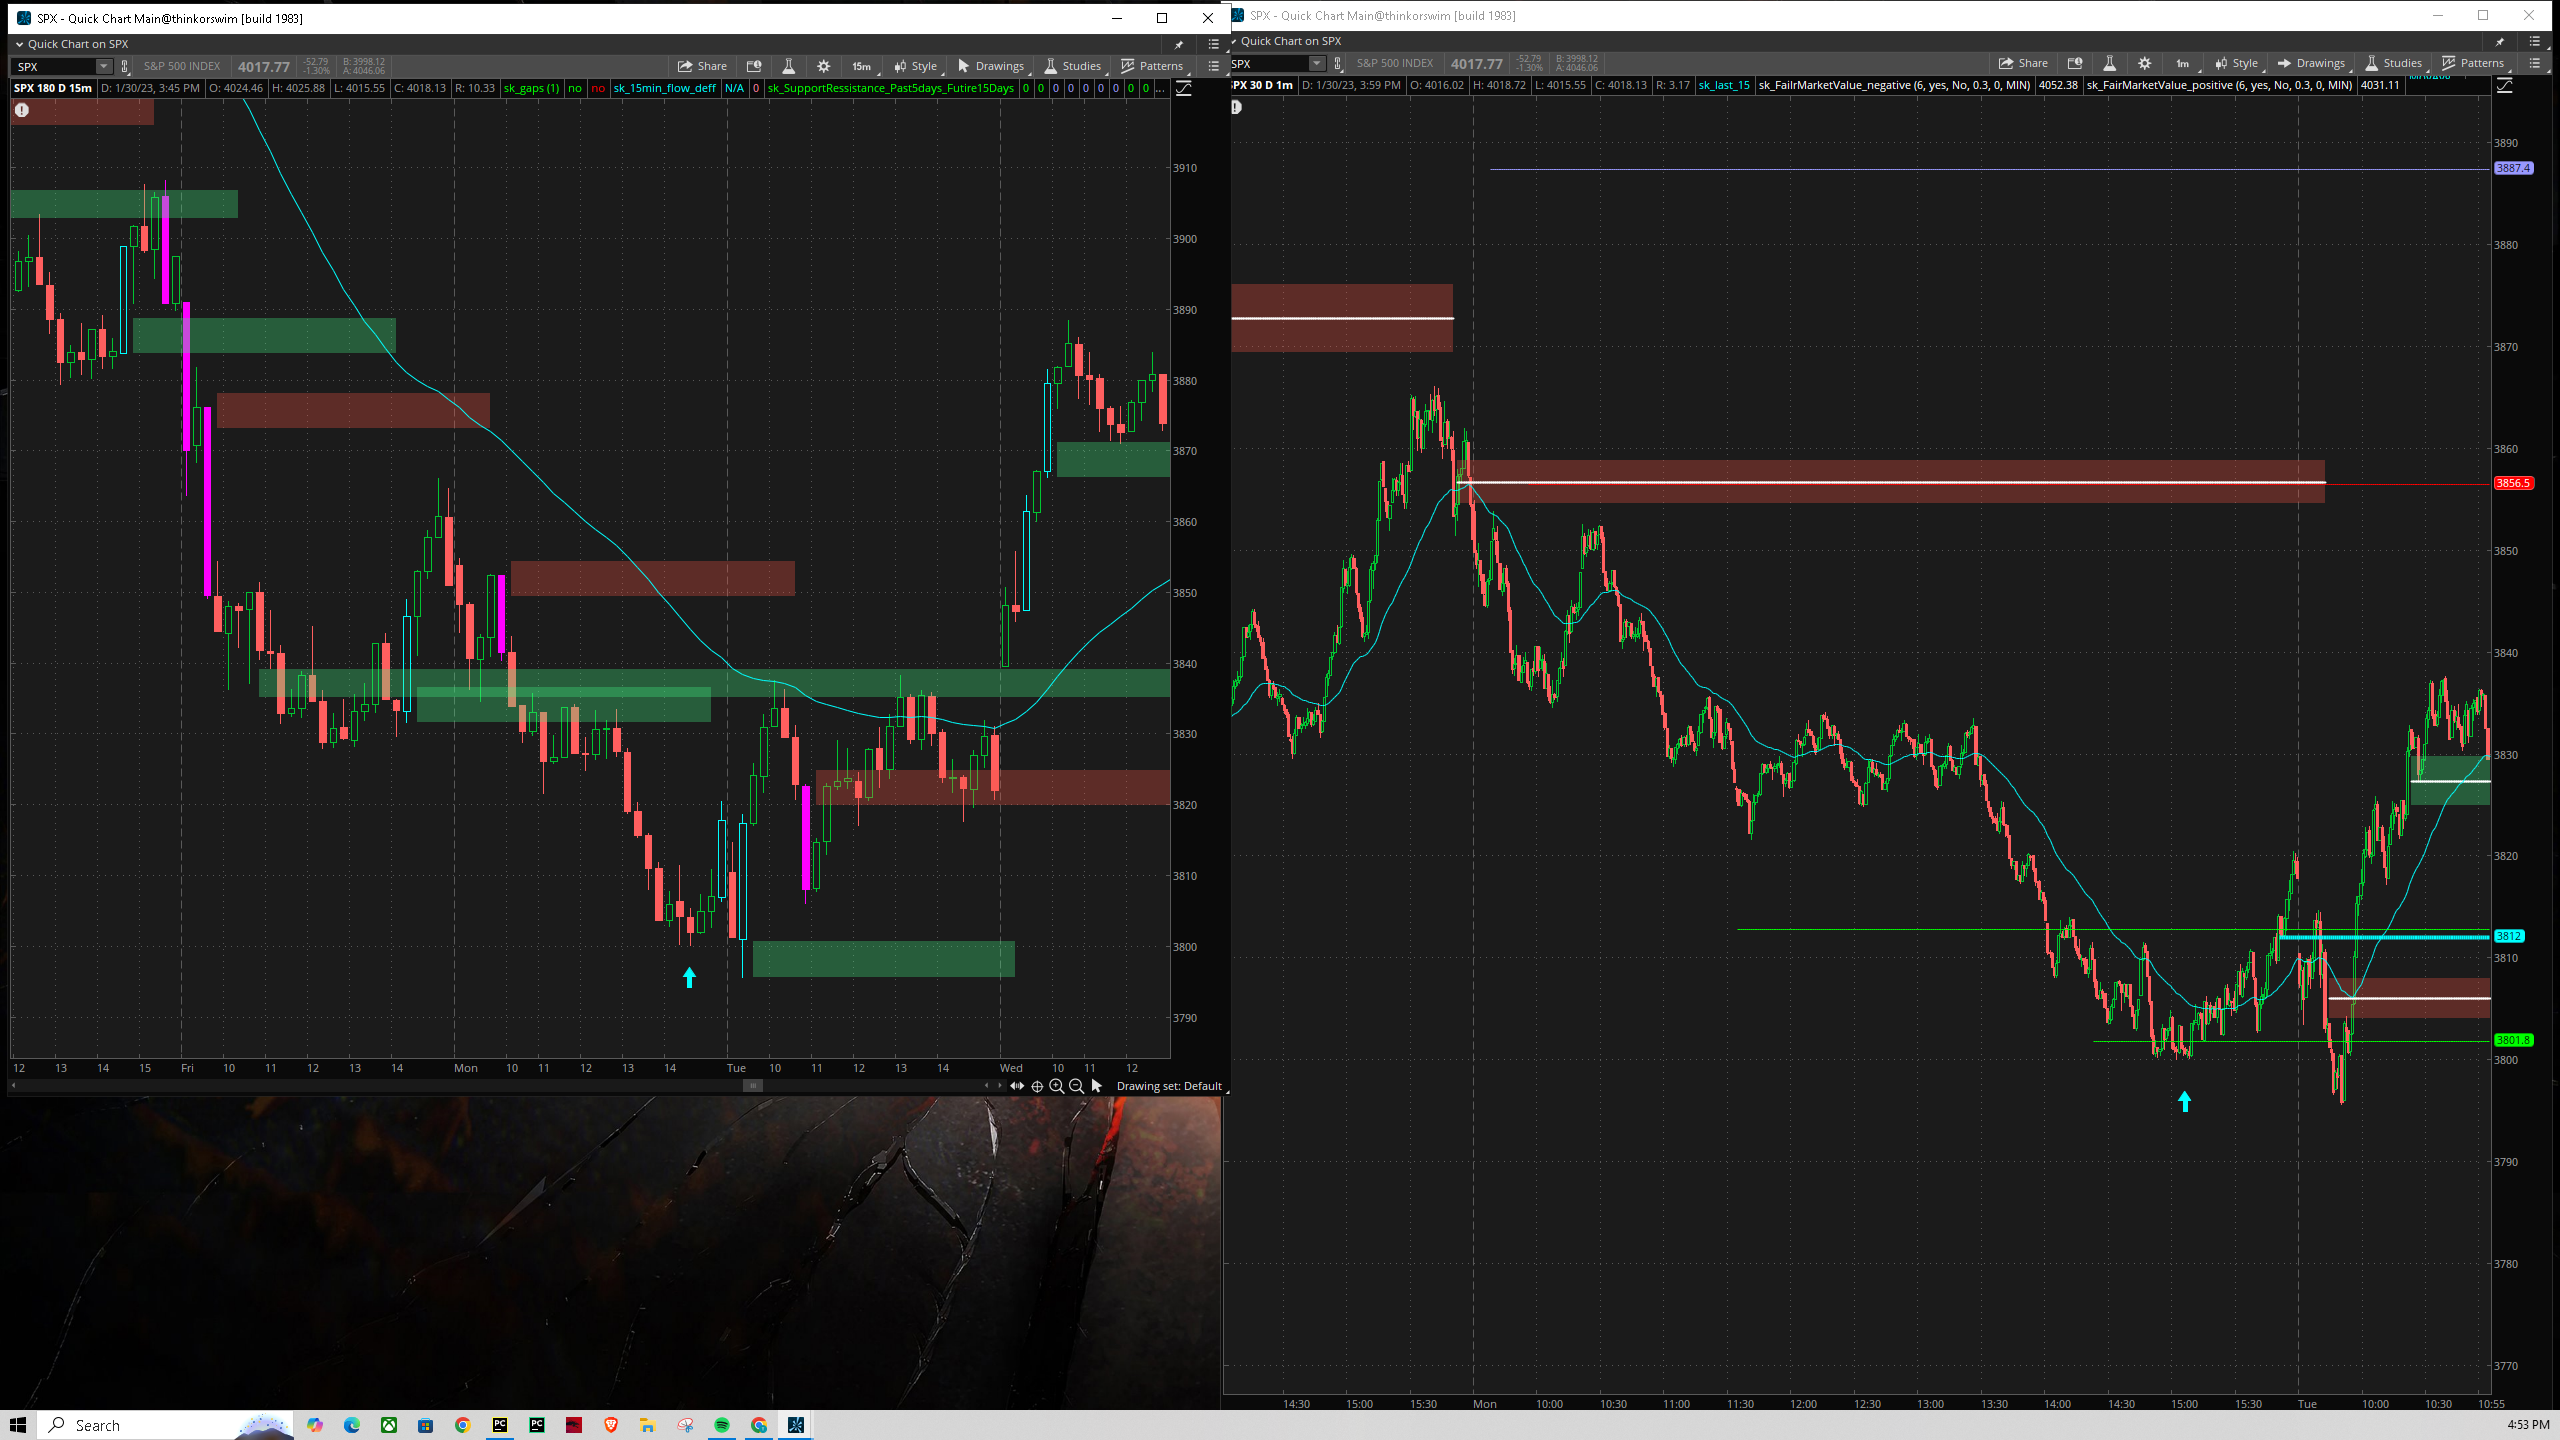 SPX - Quick Chart Main@thinkorswim [build 1983]
Quick Chart on SPX
SPX S&P 500 INDEX 4017.77 -52.79 -1.30% B: 3998.12 A: 4046.06 Share 15m Style Drawings Studies Patterns
SPX 180 D 15m D: 1/30/23, 3:45 PM O: 4024.46 H: 4025.88 L: 4015.55 C: 4018.13 R: 10.33 sk_gaps (1) no no sk_15min_flow_deff N/A 0 sk_SupportRessistance_Past5days_Futire15Days 0 0 0 0 0 0 0 0 0 ...
3910
3900
3890
3880
3870
3860
3850
3840
3830
3820
3810
3800
3790
12 13 14 15 Fri 10 11 12 13 14 Mon 10 11 12 13 14 Tue 10 11 12 13 14 Wed 10 11 12
Drawing set: Default
SPX - Quick Chart Main@thinkorswim [build 1983]
Quick Chart on SPX
SPX S&P 500 INDEX 4017.77 -52.79 -1.30% B: 3998.12 A: 4046.06 Share 1m Style Drawings Studies Patterns
SPX 30 D 1m D: 1/30/23, 3:59 PM O: 4016.02 H: 4018.72 L: 4015.55 C: 4018.13 R: 3.17 sk_last_15 sk_FailrMarketValue_negative (6, yes, No, 0.3, 0, MIN) 4052.38 sk_FairMarketValue_positive (6, yes, No, 0.3, 0, MIN) 4031.11
3890
3887.4
3880
3870
3860
3856.5
3850
3840
3830
3820
3812
3810
3801.8
3800
3790
3780
3770
14:30 15:00 15:30 Mon 10:00 10:30 11:00 11:30 12:00 12:30 13:00 13:30 14:00 14:30 15:00 15:30 Tue 10:00 10:30 10:55
Search
PC
PC
4:53 PM